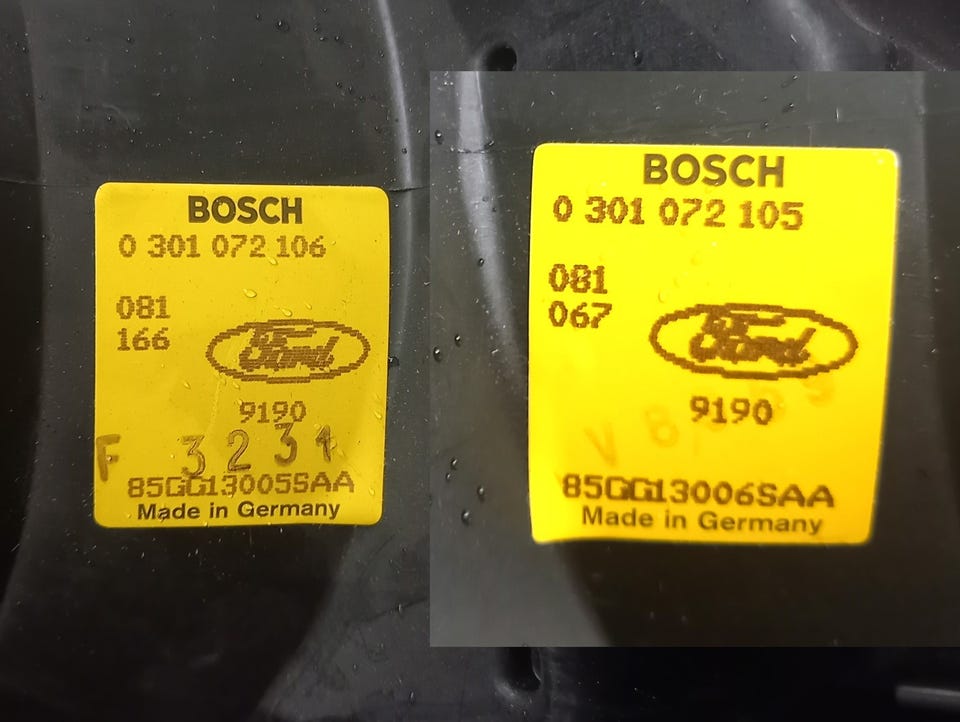 BOSCH
0 301 072 106
081
166
Ford
9190
F 3231
85GG13005SAA
Made in Germany
BOSCH
0 301 072 105
081
067
Ford
9190
85GG13006SAA
Made in Germany